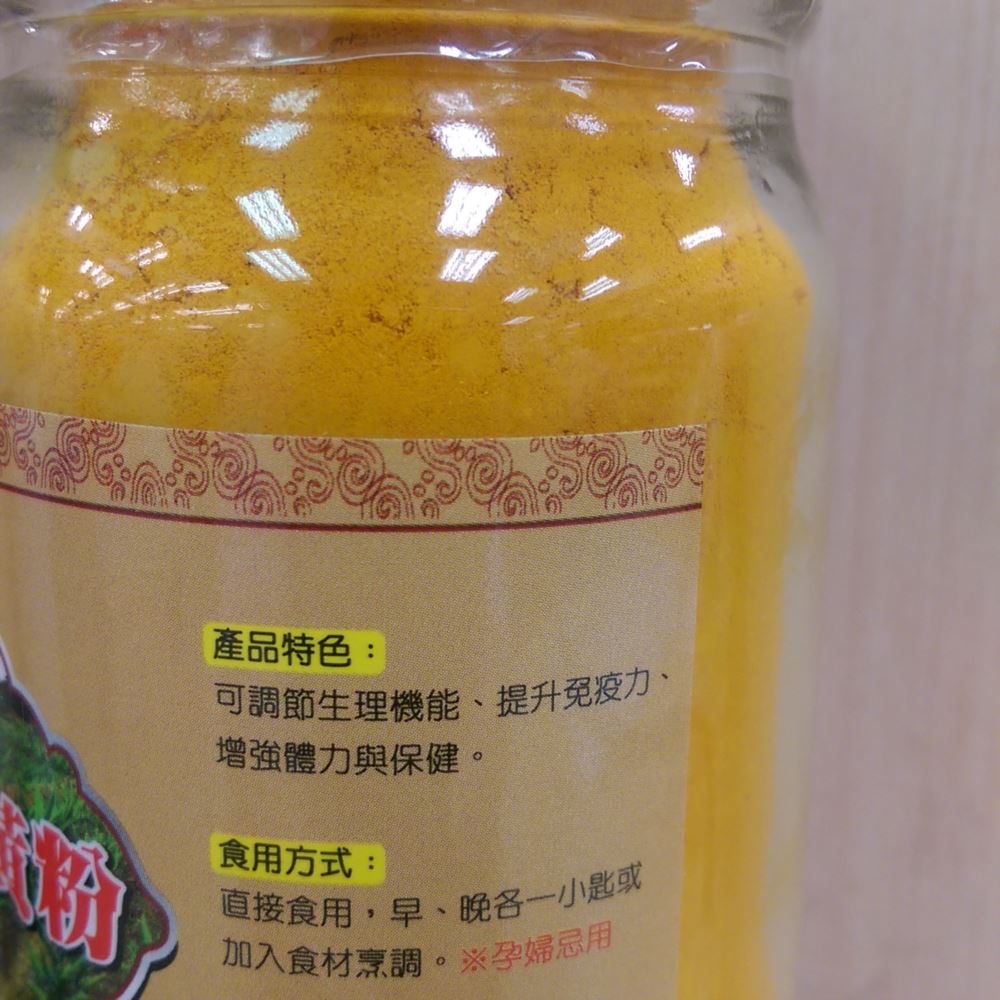 產品特色：
可調節生理機能、提升免疫力、
增強體力與保健。
食用方式：
直接食用，早、晚各一小匙或
加入食材烹調。※孕婦忌用
黃粉